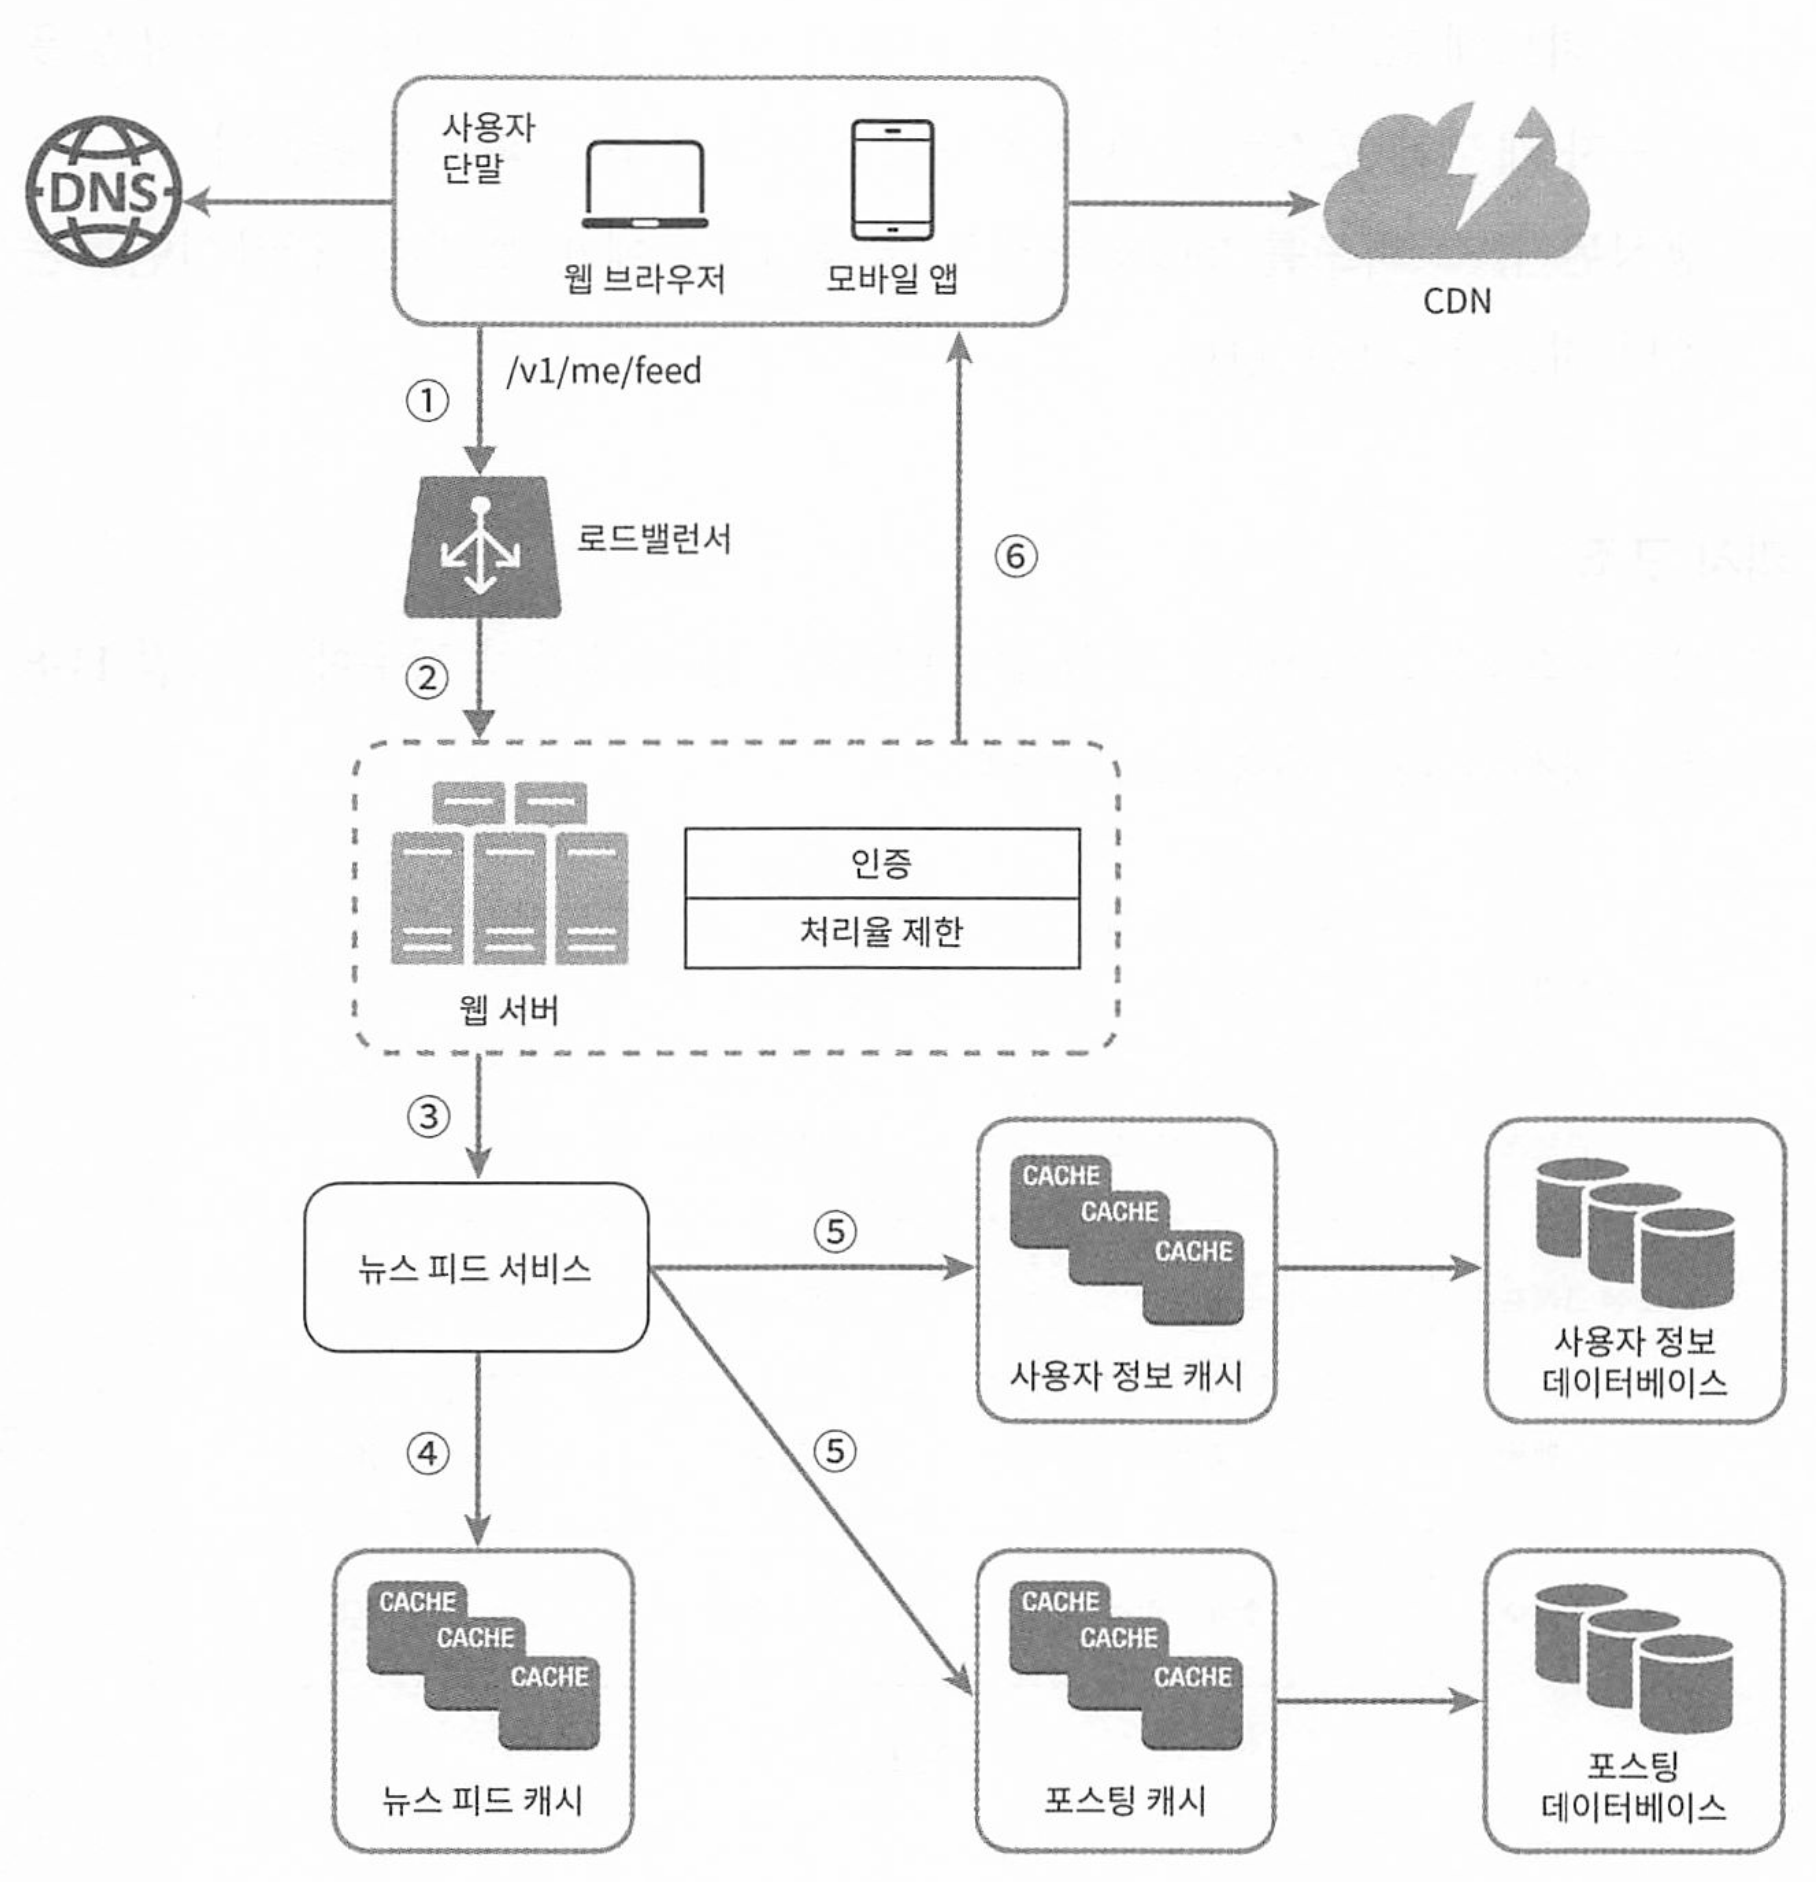 사용자
단말
DNS
웹 브라우저
모바일 앱
CDN
/v1/me/feed
①
로드밸런서
⑥
②
인증
처리율 제한
웹 서버
③
CACHE
CACHE
CACHE
사용자 정보 캐시
사용자 정보
데이터베이스
뉴스 피드 서비스
⑤
⑤
④
CACHE
CACHE
CACHE
뉴스 피드 캐시
CACHE
CACHE
CACHE
포스팅 캐시
포스팅
데이터베이스